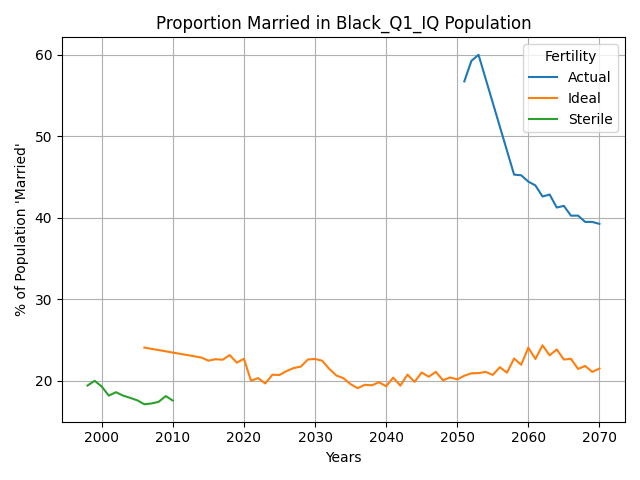 Proportion Married in Black_Q1_IQ Population
% of Population 'Married'
60
50
40
30
20
Fertility
Actual
Ideal
Sterile
2000 2010 2020 2030 2040 2050 2060 2070
Years